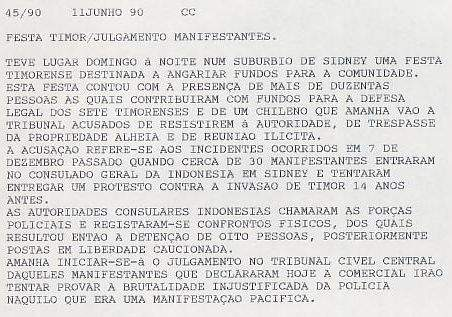 45/90 11JUNHO 90 CC
FESTA TIMOR/JULGAMENTO MANIFESTANTES.
TEVE LUGAR DOMINGO à NOITE NUM SUBURBIO DE SIDNEY UMA FESTA
TIMORENSE DESTINADA A ANGARIAR FUNDOS PARA A COMUNIDADE.
ESTA FESTA CONTOU COM A PRESENÇA DE MAIS DE DUZENTAS
PESSOAS AS QUAIS CONTRIBUIRAM COM FUNDOS PARA A DEFESA
LEGAL DOS SETE TIMORENSES E DE UM CHILENO QUE AMANHA VAO A
TRIBUNAL ACUSADOS DE RESISTIREM à AUTORIDADE, DE TRESPASSE
DA PROPRIEDADE ALHEIA E DE REUNIAO ILICITA.
A ACUSAÇAO REFERE-SE AOS INCIDENTES OCORRIDOS EM 7 DE
DEZEMBRO PASSADO QUANDO CERCA DE 30 MANIFESTANTES ENTRARAM
NO CONSULADO GERAL DA INDONESIA EM SIDNEY E TENTARAM
ENTREGAR UM PROTESTO CONTRA A INVASAO DE TIMOR 14 ANOS
ANTES.
AS AUTORIDADES CONSULARES INDONESIAS CHAMARAM AS FORÇAS
POLICIAIS E REGISTARAM-SE CONFRONTOS FISICOS, DOS QUAIS
RESULTOU ENTAO A DETENÇAO DE OITO PESSOAS, POSTERIORMENTE
POSTAS EM LIBERDADE CAUCIONADA.
AMANHA INICIAR-SE-à O JULGAMENTO NO TRIBUNAL CIVEL CENTRAL
DAQUELES MANIFESTANTES QUE DECLARARAM HOJE A COMERCIAL IRAO
TENTAR PROVAR A BRUTALIDADE INJUSTIFICADA DA POLICIA
NAQUILO QUE ERA UMA MANIFESTAÇAO PACIFICA.